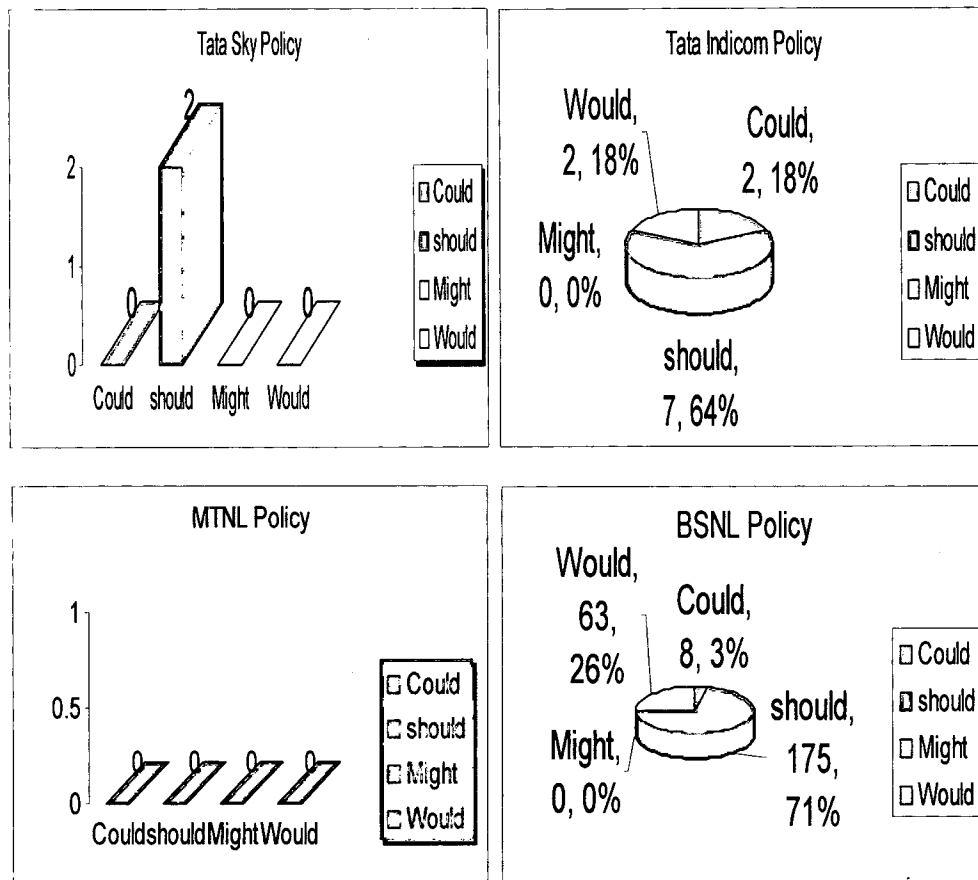 Tata Sky Policy
2
2
1
0
0
0
0
Could should Might Would
Could
should
Might
Would
Tata Indicom Policy
Would,
2, 18%
Could,
2, 18%
Might,
0, 0%
should,
7, 64%
Could
should
Might
Would
MTNL Policy
1
0.5
0
0
0
0
0
CouldshouldMightWould
Could
should
Might
Would
BSNL Policy
Would,
63,
26%
Could,
8, 3%
Might,
0, 0%
should,
175,
71%
Could
should
Might
Would